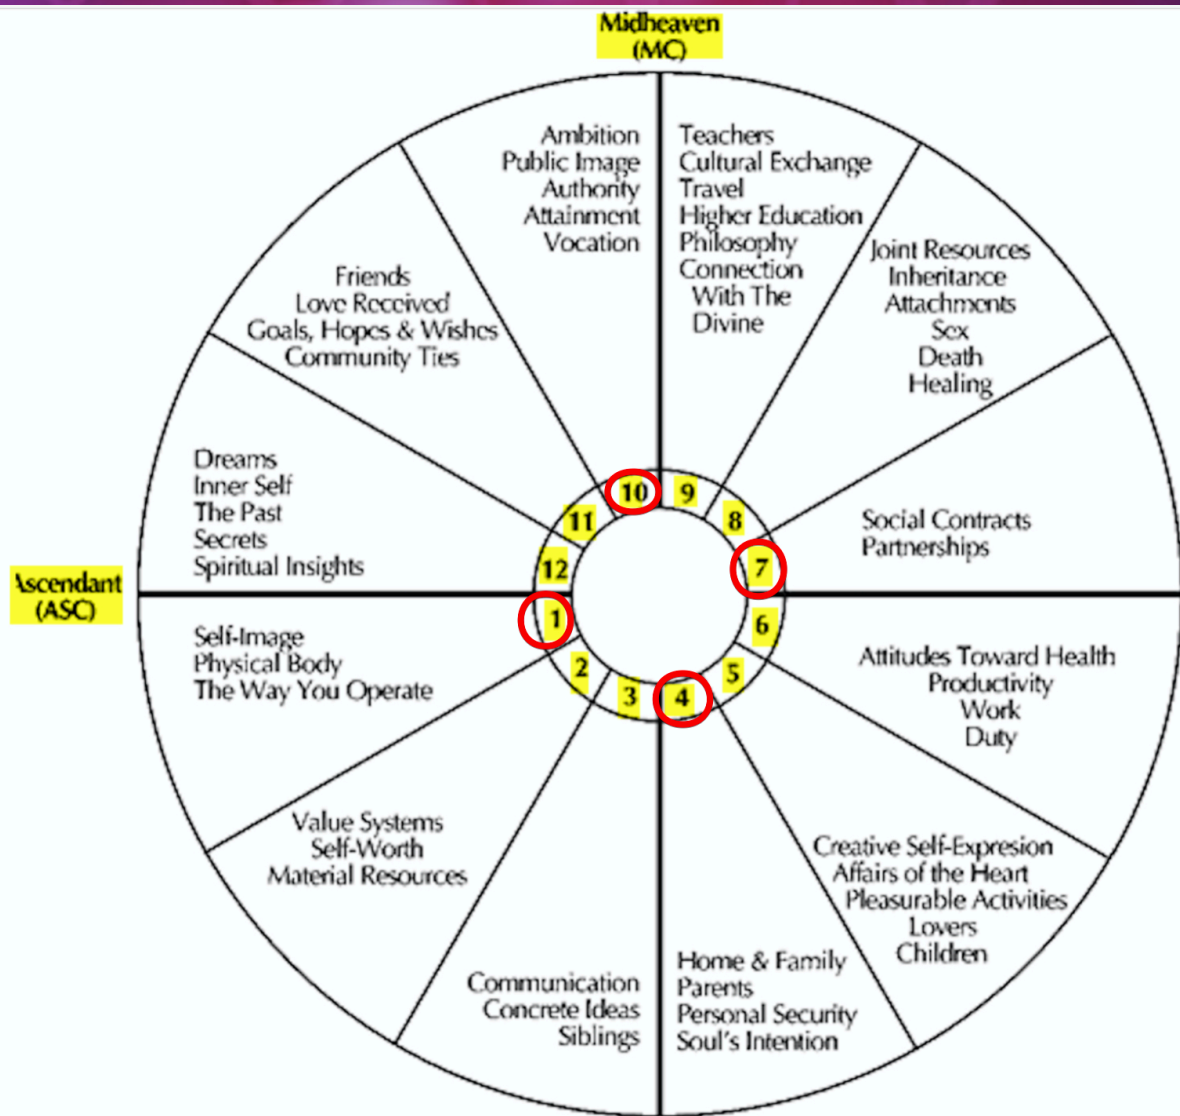 Midheaven
(MC)
Ambition
Public Image
Authority
Attainment
Vocation
Teachers
Cultural Exchange
Travel
Higher Education
Philosophy
Connection
With The
Divine
Joint Resources
Inheritance
Attachments
Sex
Death
Healing
Friends
Love Received
Goals, Hopes & Wishes
Community Ties
Dreams
Inner Self
The Past
Secrets
Spiritual Insights
Social Contracts
Partnerships
10
9
11
8
12
7
1
6
2
5
3
4
Ascendant
(ASC)
Self-Image
Physical Body
The Way You Operate
Attitudes Toward Health
Productivity
Work
Duty
Value Systems
Self-Worth
Material Resources
Creative Self-Expresion
Affairs of the Heart
Pleasurable Activities
Lovers
Children
Communication
Concrete Ideas
Siblings
Home & Family
Parents
Personal Security
Soul's Intention